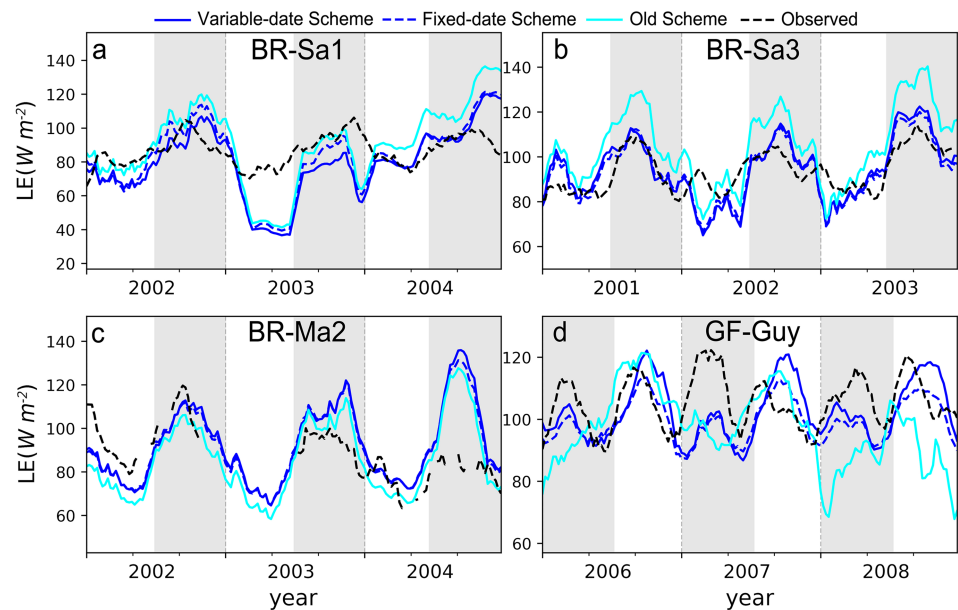 Variable-date Scheme Fixed-date Scheme Old Scheme Observed
a BR-Sa1
LE(W m⁻²)
140
120
100
80
60
40
20
2002 2003 2004
b BR-Sa3
140
120
100
80
60
2001 2002 2003
c BR-Ma2
LE(W m⁻²)
140
120
100
80
60
2002 2003 2004
year
d GF-Guy
120
100
80
60
2006 2007 2008
year